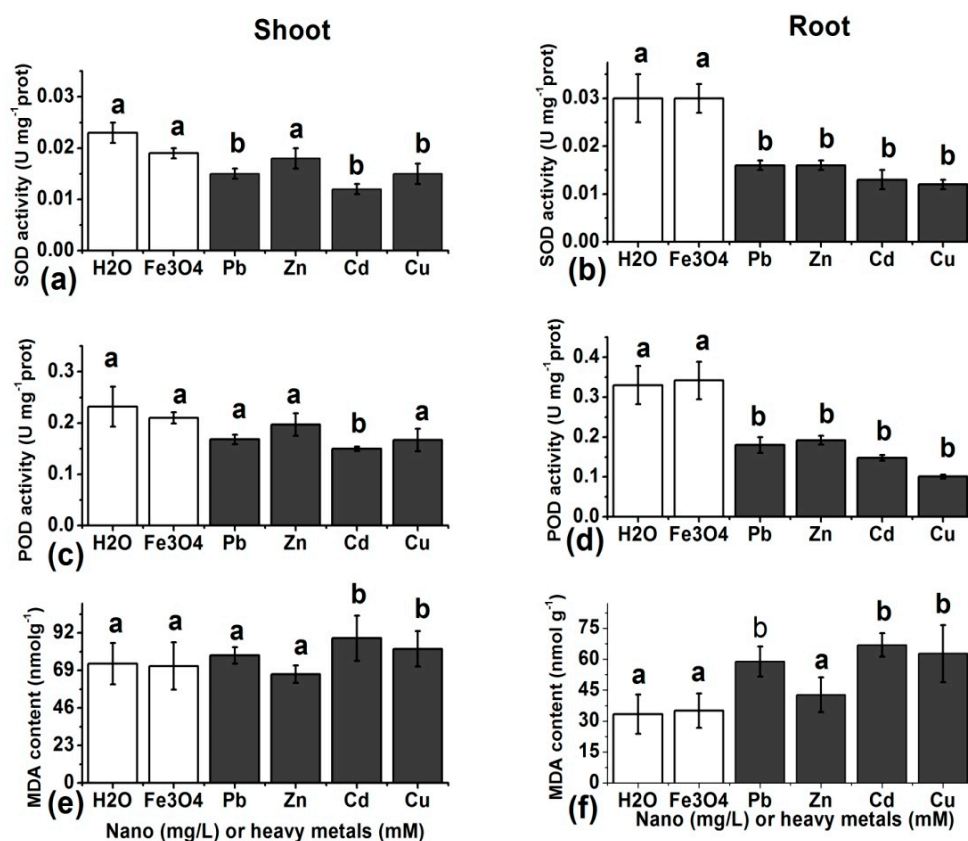 Shoot
a
a
b
a
b
b
SOD activity (U mg⁻¹prot)
0.03
0.02
0.01
0.00
H2O Fe3O4 Pb Zn Cd Cu
(a)
Root
a
a
b
b
b
b
SOD activity (U mg⁻¹prot)
0.03
0.02
0.01
0.00
H2O Fe3O4 Pb Zn Cd Cu
(b)
a
a
a
a
b
a
POD activity (U mg⁻¹prot)
0.3
0.2
0.1
0.0
H2O Fe3O4 Pb Zn Cd Cu
(c)
a
a
b
b
b
b
POD activity (U mg⁻¹prot)
0.4
0.3
0.2
0.1
0.0
H2O Fe3O4 Pb Zn Cd Cu
(d)
a
a
a
a
b
b
MDA content (nmolg⁻¹)
92
69
46
23
0
H2O Fe3O4 Pb Zn Cd Cu
(e)
Nano (mg/L) or heavy metals (mM)
a
a
b
a
b
b
MDA content (nmol g⁻¹)
75
60
45
30
15
0
H2O Fe3O4 Pb Zn Cd Cu
(f)
Nano (mg/L) or heavy metals (mM)